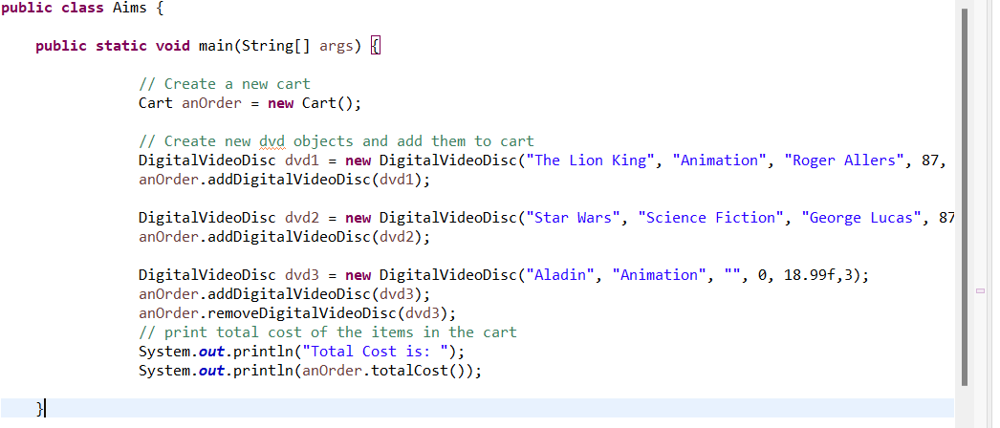 public class Aims {
public static void main(String[] args) {
// Create a new cart
Cart anOrder = new Cart();
// Create new dvd objects and add them to cart
DigitalVideoDisc dvd1 = new DigitalVideoDisc("The Lion King", "Animation", "Roger Allers", 87,
anOrder.addDigitalVideoDisc(dvd1);
DigitalVideoDisc dvd2 = new DigitalVideoDisc("Star Wars", "Science Fiction", "George Lucas", 87
anOrder.addDigitalVideoDisc(dvd2);
DigitalVideoDisc dvd3 = new DigitalVideoDisc("Aladin", "Animation", "", 0, 18.99f,3);
anOrder.addDigitalVideoDisc(dvd3);
anOrder.removeDigitalVideoDisc(dvd3);
// print total cost of the items in the cart
System.out.println("Total Cost is: ");
System.out.println(anOrder.totalCost());
}